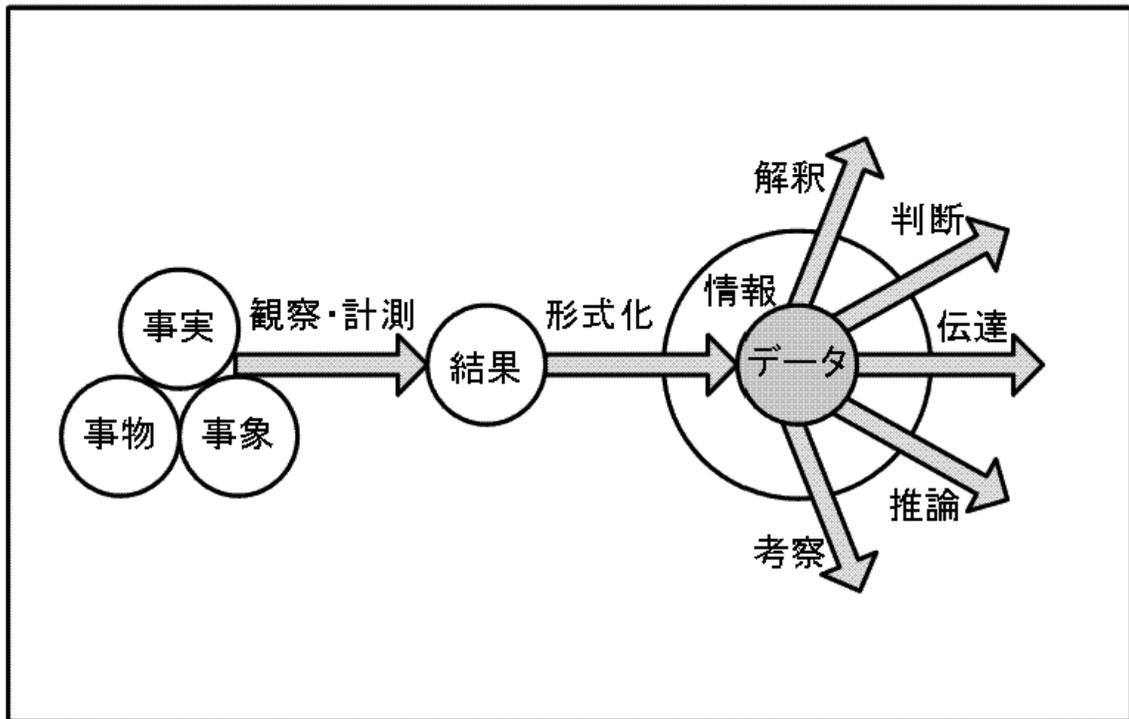 事実
事物
事象
観察・計測
結果
形式化
情報
データ
解釈
判断
伝達
推論
考察